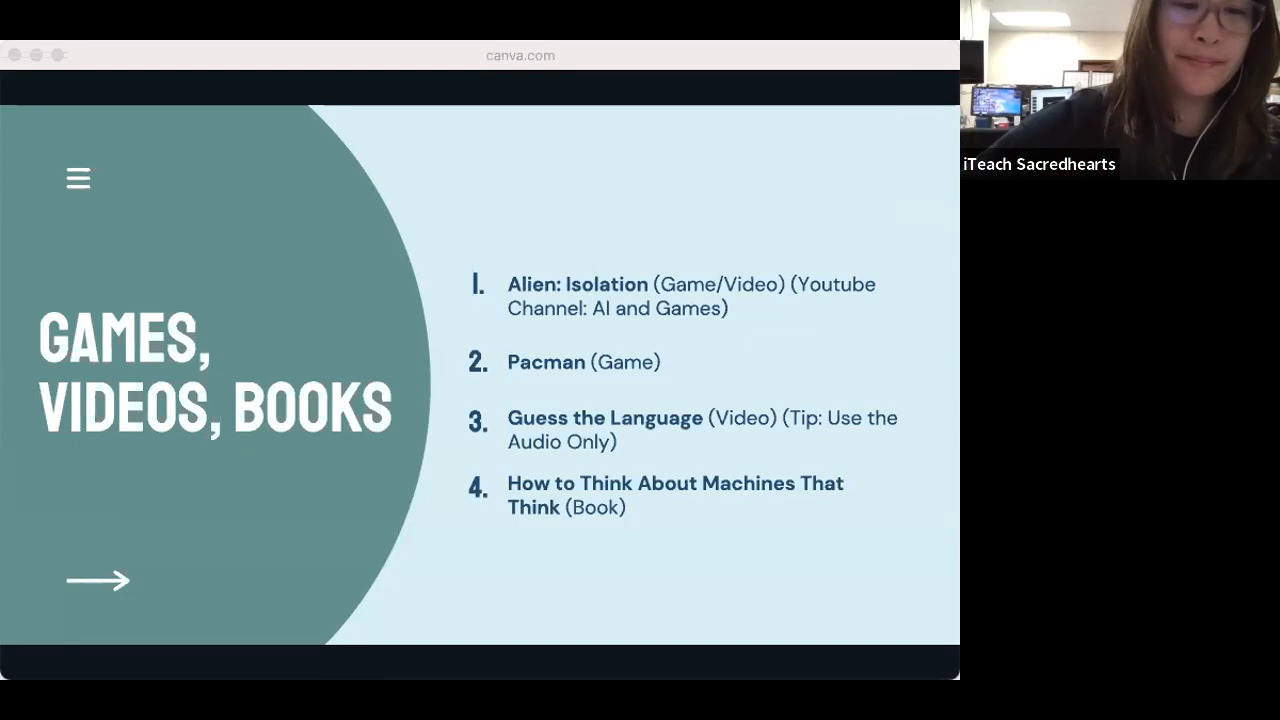 canva.com
GAMES,
VIDEOS, BOOKS
1. Alien: Isolation (Game/Video) (Youtube
Channel: AI and Games)
2. Pacman (Game)
3. Guess the Language (Video) (Tip: Use the
Audio Only)
4. How to Think About Machines That
Think (Book)
iTeach Sacredhearts